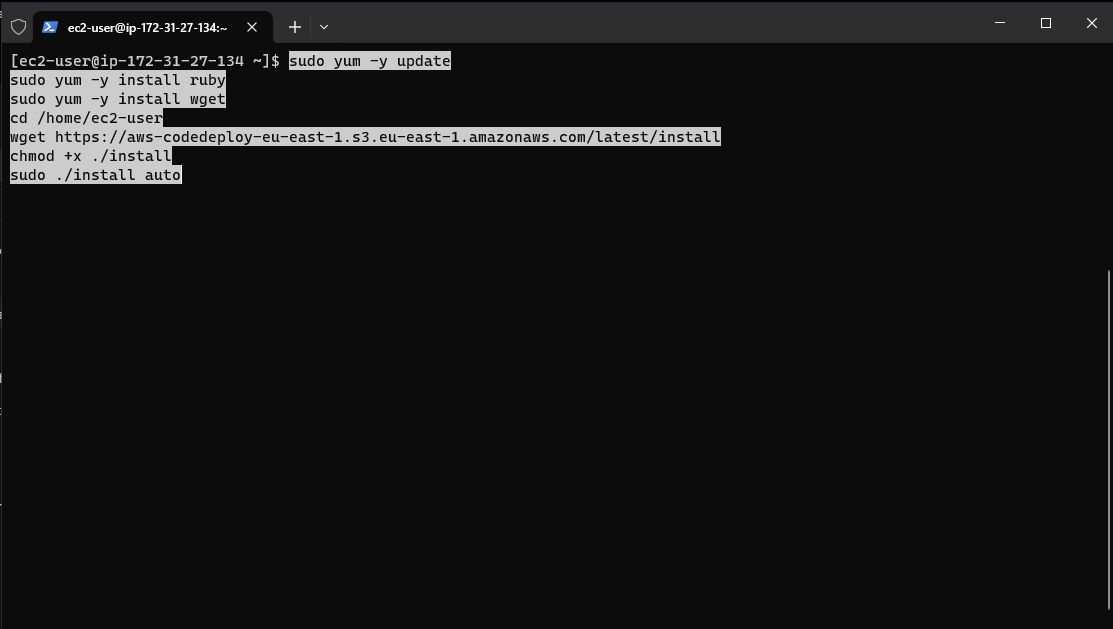 ec2-user@ip-172-31-27-134:~
[ec2-user@ip-172-31-27-134 ~]$ sudo yum -y update
sudo yum -y install ruby
sudo yum -y install wget
cd /home/ec2-user
wget https://aws-codedeploy-eu-east-1.s3.eu-east-1.amazonaws.com/latest/install
chmod +x ./install
sudo ./install auto